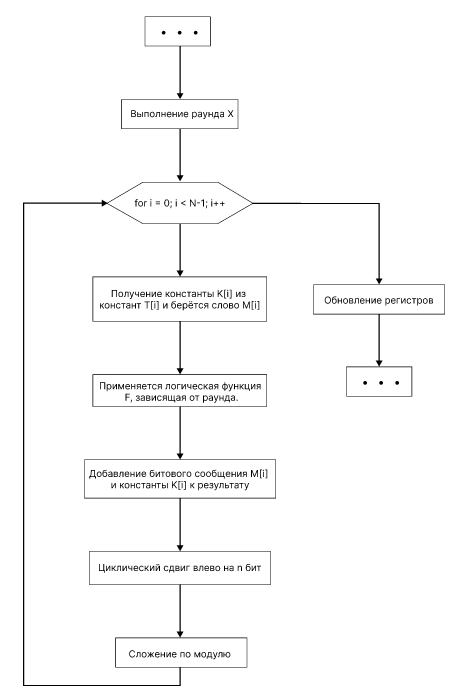 • • •
Выполнение раунда X
for i = 0; i < N-1; i++
Получение константы K[i] из
констант T[i] и берётся слово M[i]
Обновление регистров
• • •
Применяется логическая функция
F, зависящая от раунда.
Добавление битового сообщения M[i]
и константы K[i] к результату
Циклический сдвиг влево на n бит
Сложение по модулю